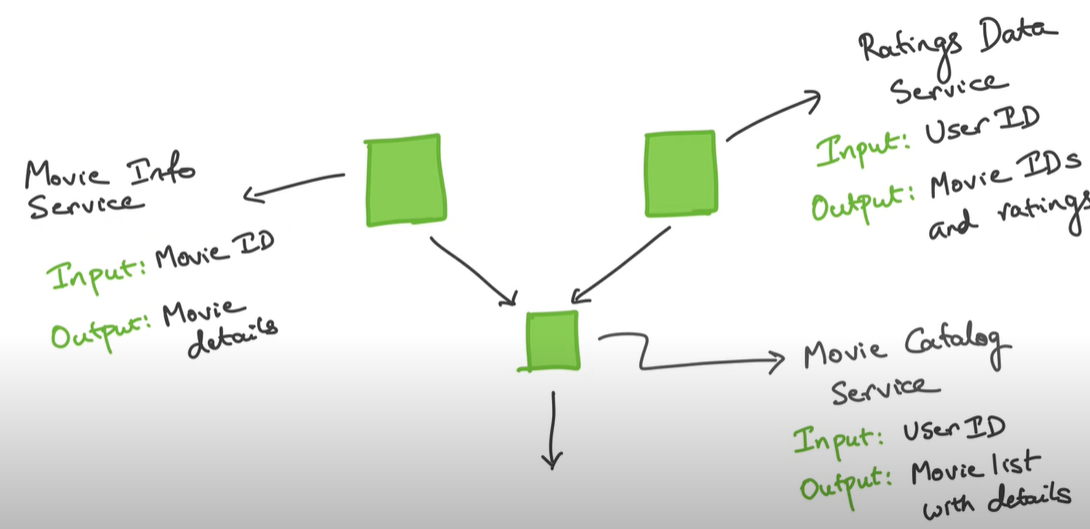 Movie Info
Service
Input: Movie ID
Output: Movie
details
Ratings Data
Service
Input: User ID
Output: Movie IDs
and ratings
Movie Catalog
Service
Input: User ID
Output: Movie list
with details